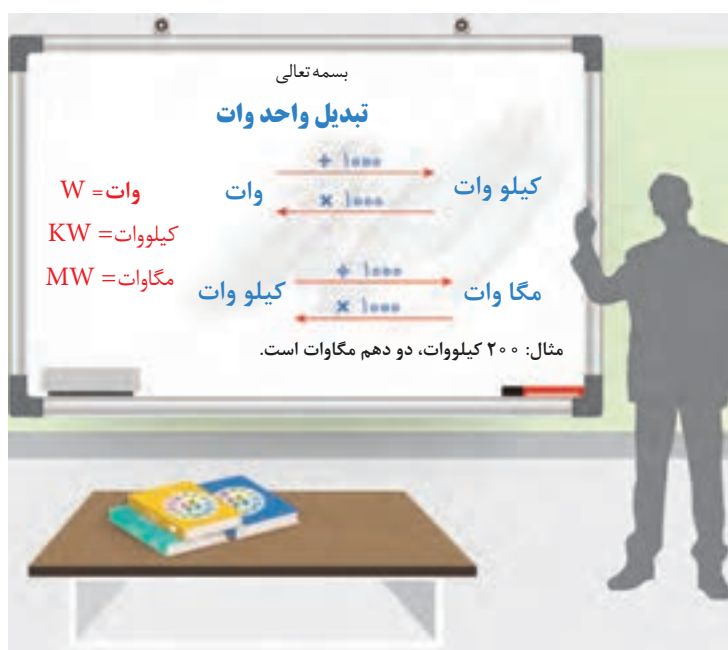 بسمه تعالی
تبدیل واحد وات
وات ÷ ۱۰۰۰ کیلو وات
× ۱۰۰۰
کیلو وات ÷ ۱۰۰۰ مگا وات
× ۱۰۰۰
وات= W
کیلووات= KW
مگاوات= MW
مثال: ۲۰۰ کیلووات، دو دهم مگاوات است.